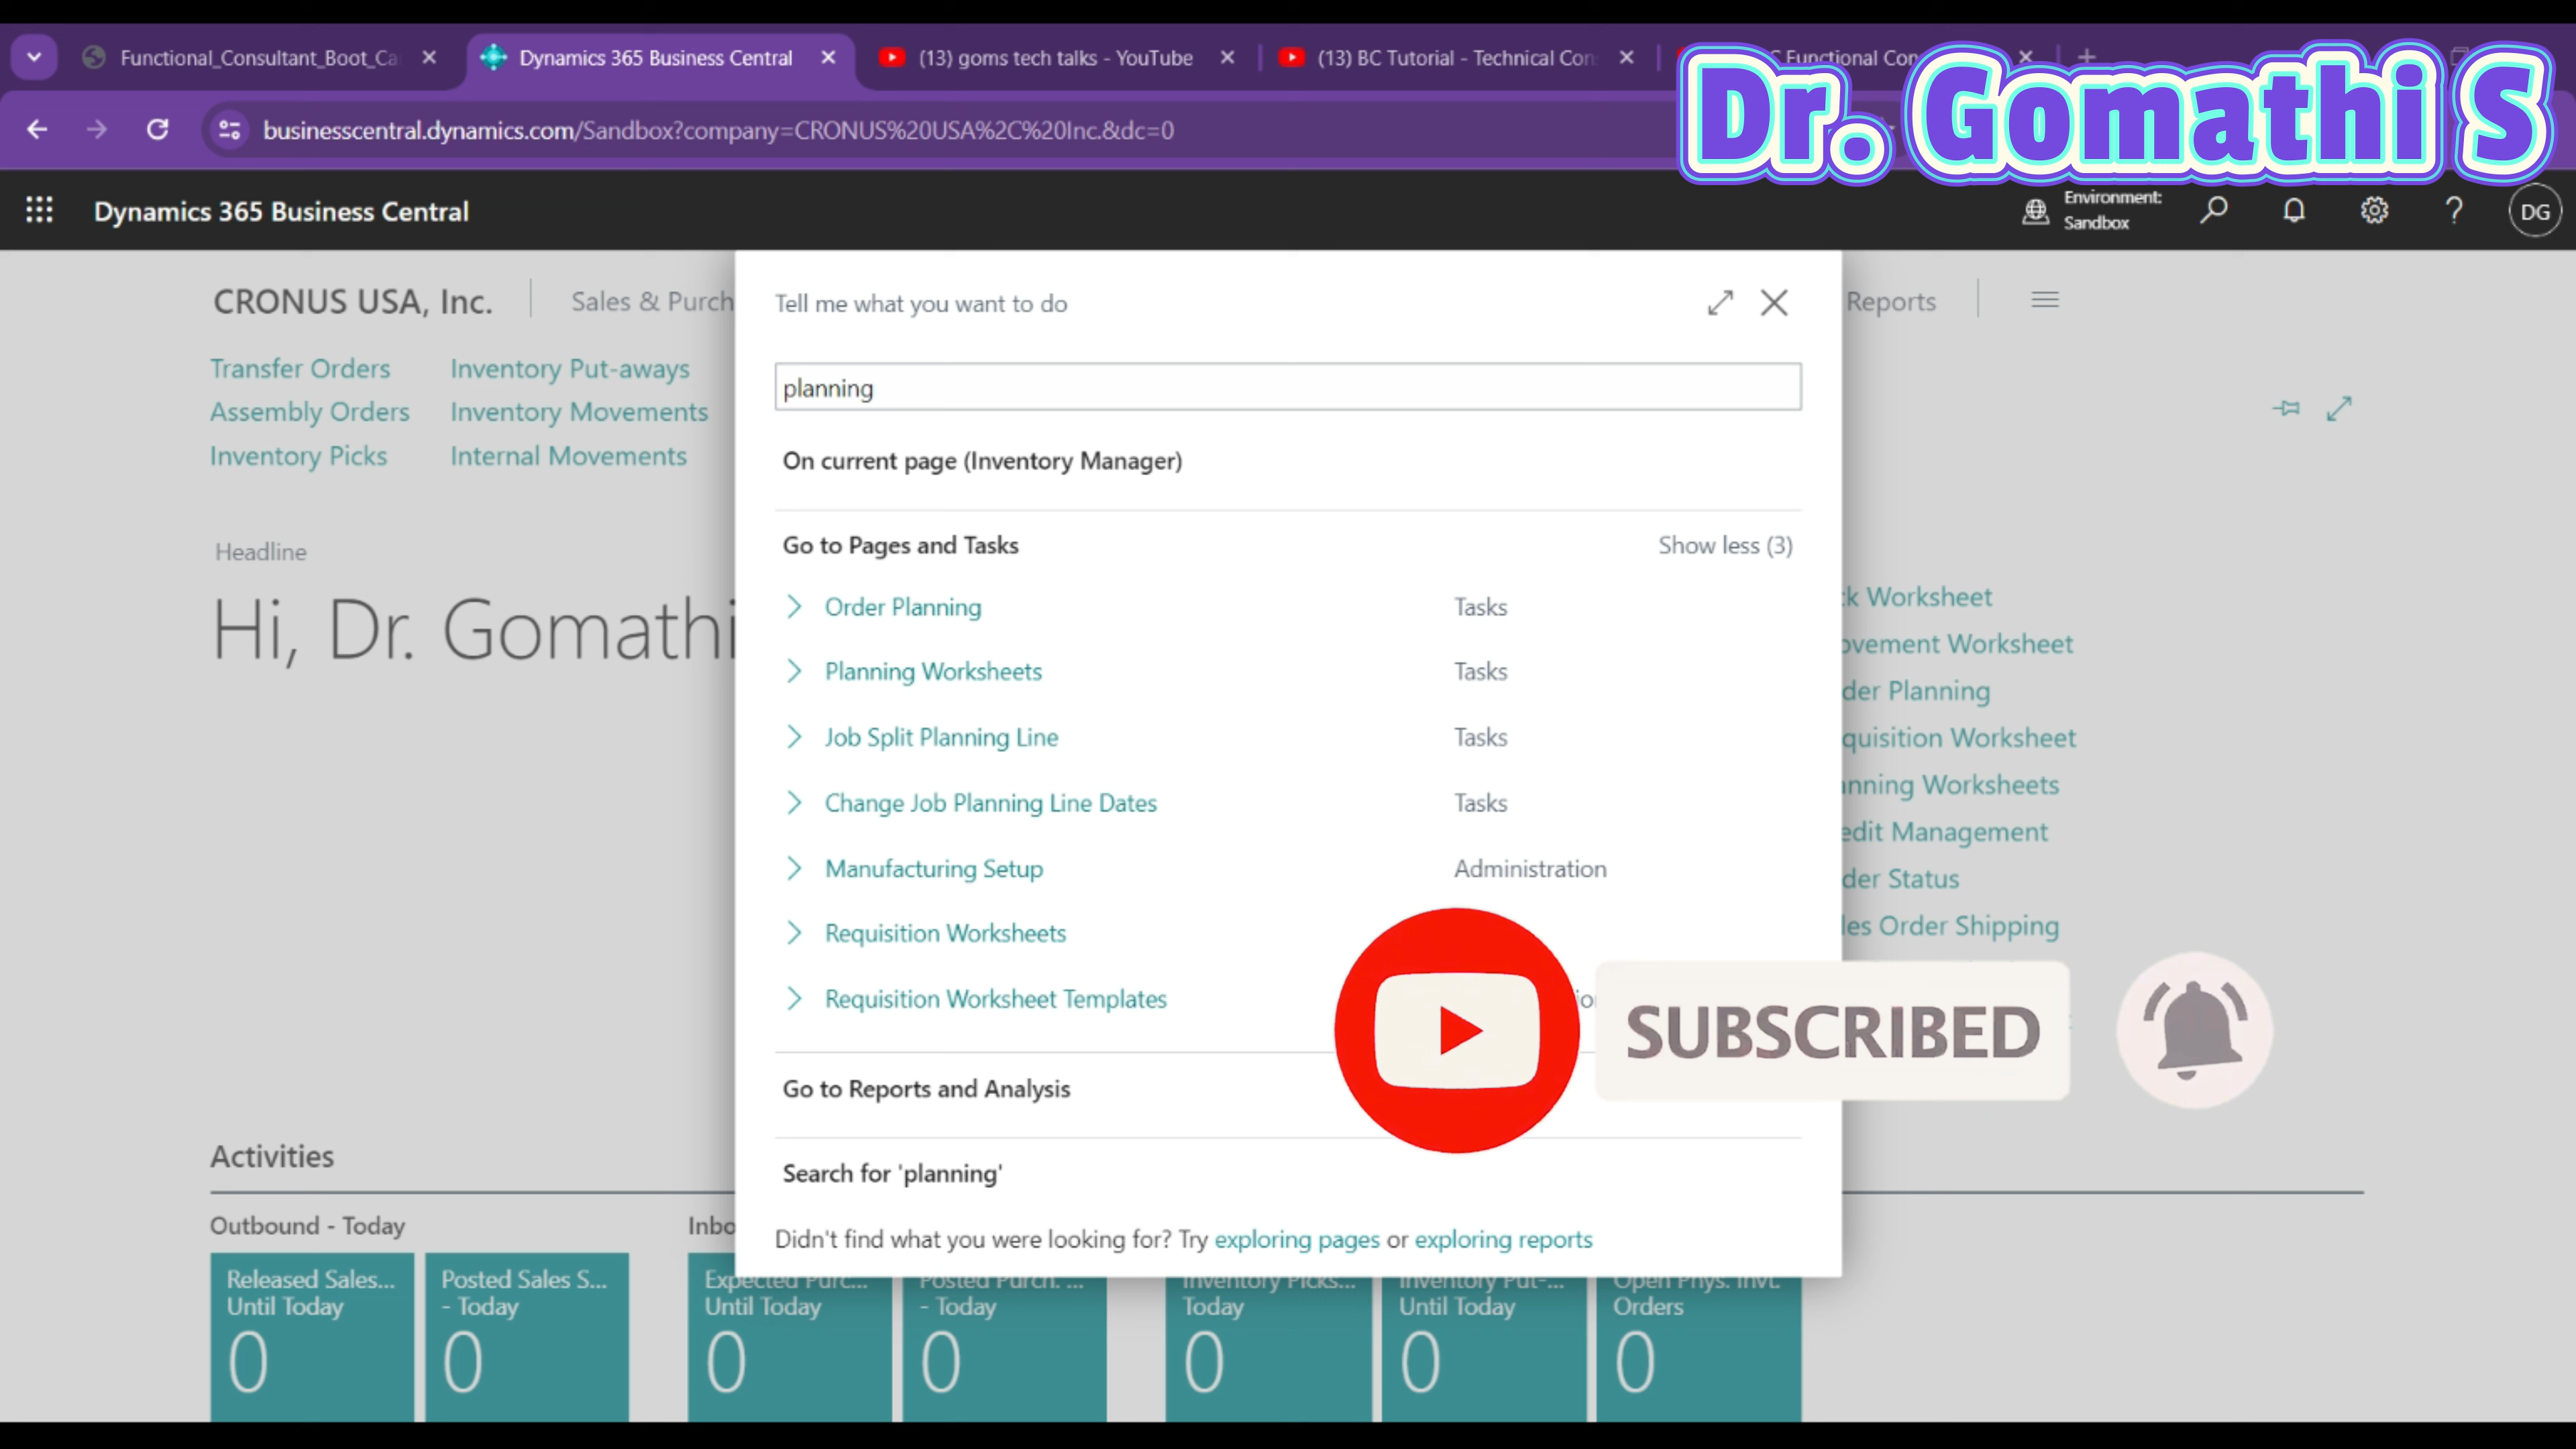 Functional_Consultant_Boot_Ca
Dynamics 365 Business Central
(13) goms tech talks - YouTube
(13) BC Tutorial - Technical Con
Functional Con
Dr. Gomathi S
businesscentral.dynamics.com/Sandbox?company=CRONUS%20USA%2C%20Inc.&dc=0
Dynamics 365 Business Central
Environment:
Sandbox
DG
CRONUS USA, Inc.
Sales & Purch
Reports
Transfer Orders
Inventory Put-aways
Assembly Orders
Inventory Movements
Inventory Picks
Internal Movements
Headline
Hi, Dr. Gomathi
Tell me what you want to do
planning
On current page (Inventory Manager)
Go to Pages and Tasks
Show less (3)
Order Planning
Tasks
Planning Worksheets
Tasks
Job Split Planning Line
Tasks
Change Job Planning Line Dates
Tasks
Manufacturing Setup
Administration
Requisition Worksheets
Requisition Worksheet Templates
Go to Reports and Analysis
Search for 'planning'
Didn't find what you were looking for? Try exploring pages or exploring reports
k Worksheet
ovement Worksheet
der Planning
quisition Worksheet
nning Worksheets
edit Management
der Status
les Order Shipping
SUBSCRIBED
Activities
Outbound - Today
Inbo
Released Sales...
Until Today
0
Posted Sales S...
- Today
0
Expected Purc...
Until Today
0
Posted Purch. ...
- Today
0
Inventory Picks...
Today
0
Inventory Put-...
Until Today
0
Open Phys. Invt.
Orders
0